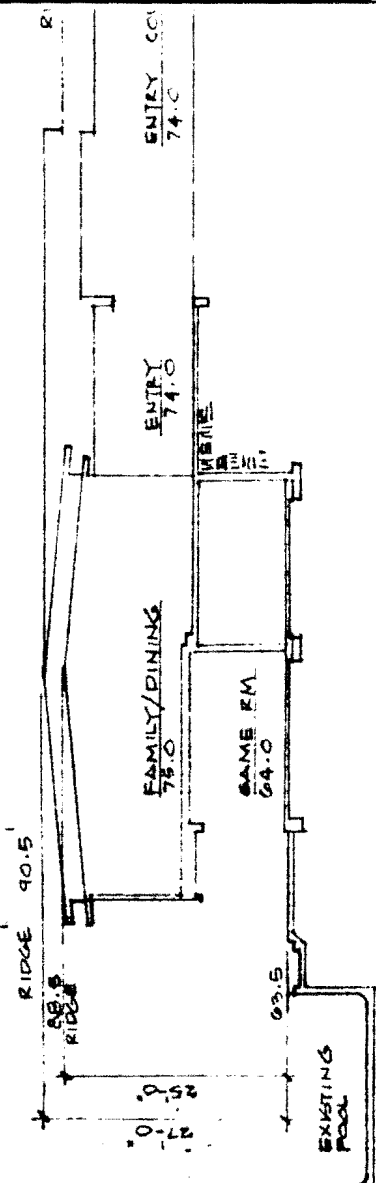 RIDGE 90.5'
88.5
RIDGE
FAMILY/DINING
75.0
ENTRY
74.0
ENTRY CO
74.0
GAME RM
64.0
63.5
25'-0"
27'-0"
EXISTING
POOL